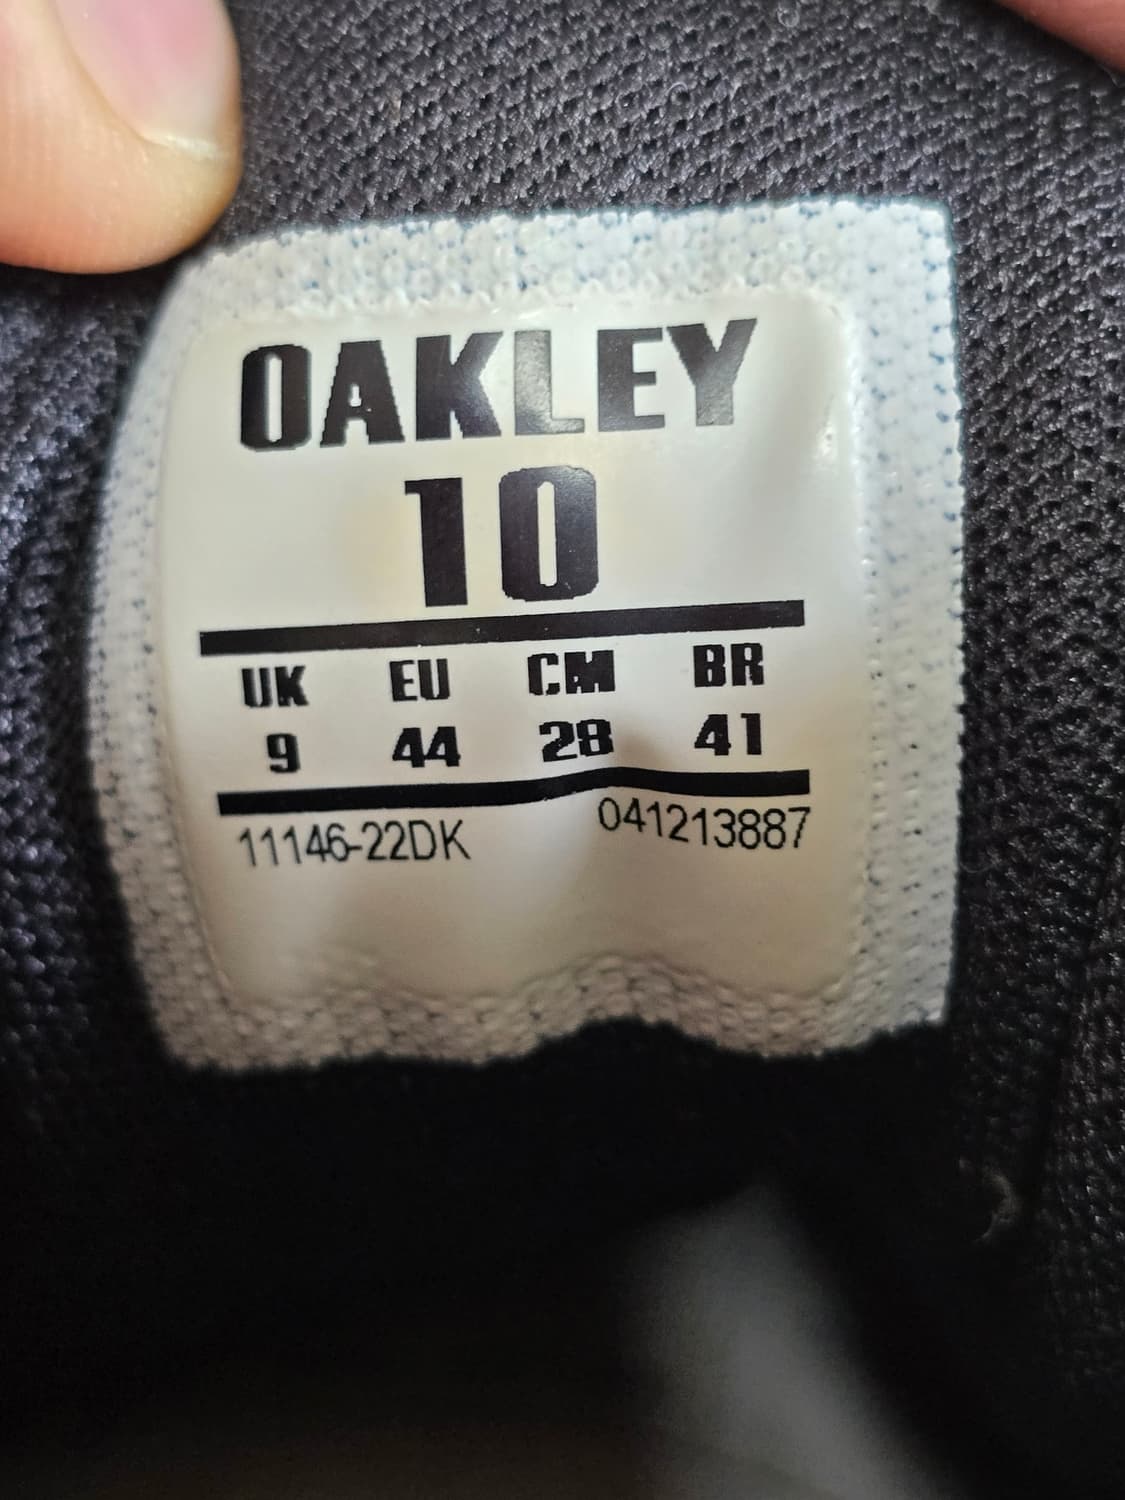 OAKLEY
10
UK EU CM BR
9 44 28 41
11146-22DK 041213887